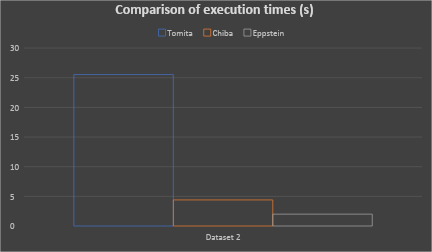 Comparison of execution times (s)
Tomita Chiba Eppstein
30
25
20
15
10
5
0
Dataset 2